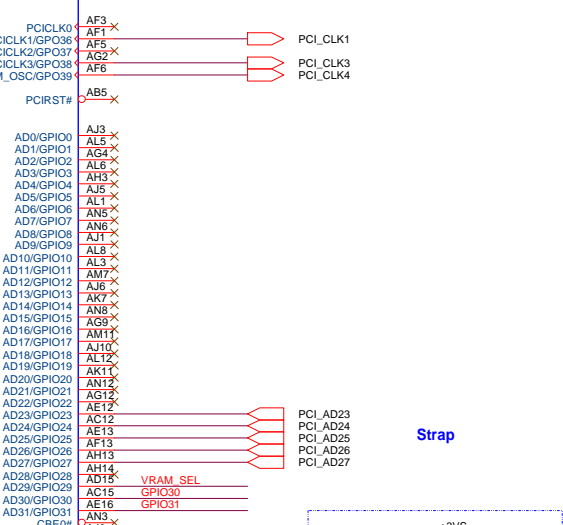 PCICLK0 AF3
ICLK1/GPO36 AF1 PCI_CLK1
ICLK2/GPO37 AF5
ICLK3/GPO38 AG2 PCI_CLK3
M_OSC/GPO39 AF6 PCI_CLK4
PCIRST# AB5
AD0/GPIO0 AJ3
AD1/GPIO1 AL5
AD2/GPIO2 AG4
AD3/GPIO3 AL6
AD4/GPIO4 AH3
AD5/GPIO5 AJ5
AD6/GPIO6 AL1
AD7/GPIO7 AN5
AD8/GPIO8 AN6
AD9/GPIO9 AJ1
AD10/GPIO10 AL8
AD11/GPIO11 AL3
AD12/GPIO12 AM7
AD13/GPIO13 AJ6
AD14/GPIO14 AK7
AD15/GPIO15 AN8
AD16/GPIO16 AG9
AD17/GPIO17 AM11
AD18/GPIO18 AJ10
AD19/GPIO19 AL12
AD20/GPIO20 AK11
AD21/GPIO21 AN12
AD22/GPIO22 AG12
AD23/GPIO23 AE12 PCI_AD23
AD24/GPIO24 AC12 PCI_AD24
AD25/GPIO25 AE13 PCI_AD25
AD26/GPIO26 AF13 PCI_AD26
AD27/GPIO27 AH13 PCI_AD27
Strap
AD28/GPIO28 AH14
AD29/GPIO29 AD15 VRAM_SEL
AD30/GPIO30 AC15 GPIO30
AD31/GPIO31 AE16 GPIO31
CBE0# AN3